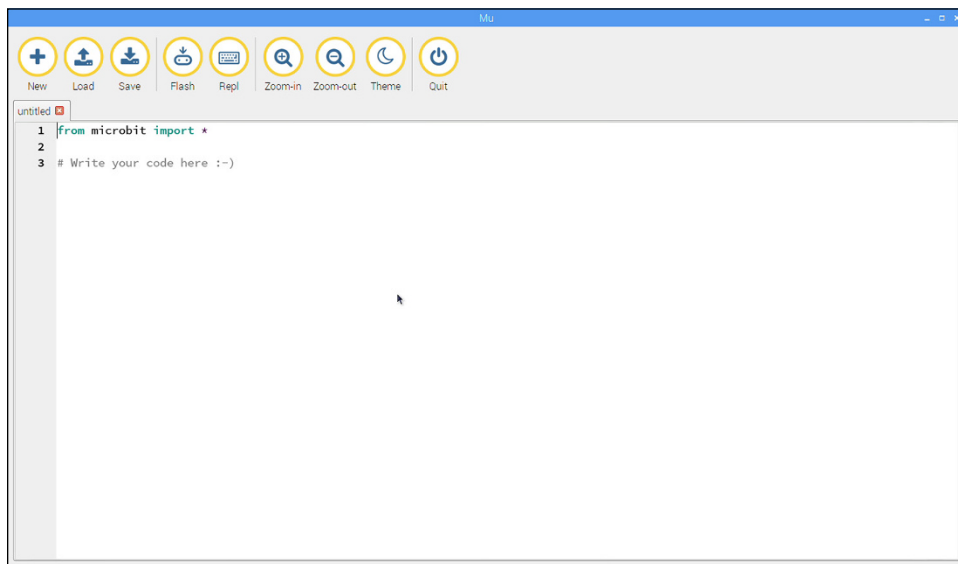 Mu
New Load Save Flash Repl Zoom-in Zoom-out Theme Quit
untitled
1 from microbit import *
2
3 # Write your code here :-)